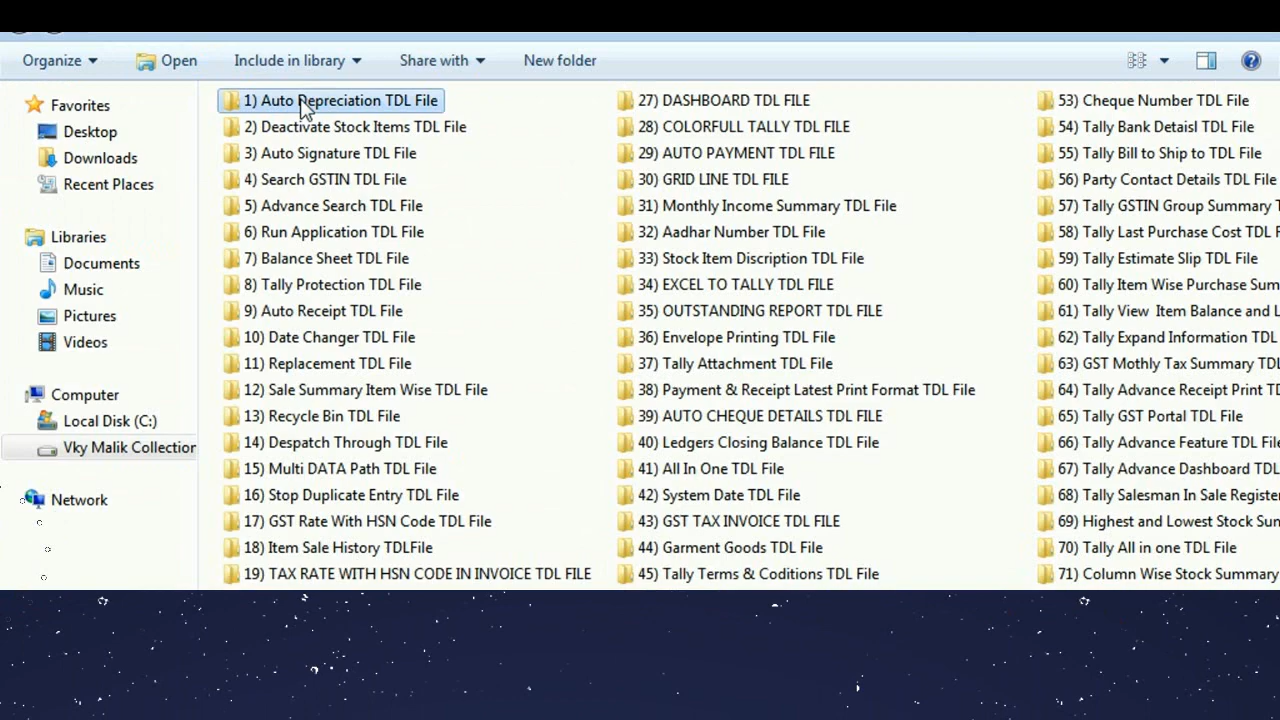 Organize
Open
Include in library
Share with
New folder
Favorites
Desktop
Downloads
Recent Places
Libraries
Documents
Music
Pictures
Videos
Computer
Local Disk (C:)
Vky Malik Collection
Network
1) Auto Depreciation TDL File
2) Deactivate Stock Items TDL File
3) Auto Signature TDL File
4) Search GSTIN TDL File
5) Advance Search TDL File
6) Run Application TDL File
7) Balance Sheet TDL File
8) Tally Protection TDL File
9) Auto Receipt TDL File
10) Date Changer TDL File
11) Replacement TDL File
12) Sale Summary Item Wise TDL File
13) Recycle Bin TDL File
14) Despatch Through TDL File
15) Multi DATA Path TDL File
16) Stop Duplicate Entry TDL File
17) GST Rate With HSN Code TDL File
18) Item Sale History TDLFile
19) TAX RATE WITH HSN CODE IN INVOICE TDL FILE
27) DASHBOARD TDL FILE
28) COLORFULL TALLY TDL FILE
29) AUTO PAYMENT TDL FILE
30) GRID LINE TDL FILE
31) Monthly Income Summary TDL File
32) Aadhar Number TDL File
33) Stock Item Discription TDL File
34) EXCEL TO TALLY TDL FILE
35) OUTSTANDING REPORT TDL FILE
36) Envelope Printing TDL File
37) Tally Attachment TDL File
38) Payment & Receipt Latest Print Format TDL File
39) AUTO CHEQUE DETAILS TDL FILE
40) Ledgers Closing Balance TDL File
41) All In One TDL File
42) System Date TDL File
43) GST TAX INVOICE TDL FILE
44) Garment Goods TDL File
45) Tally Terms & Coditions TDL File
53) Cheque Number TDL File
54) Tally Bank Detaisl TDL File
55) Tally Bill to Ship to TDL File
56) Party Contact Details TDL File
57) Tally GSTIN Group Summary T
58) Tally Last Purchase Cost TDL F
59) Tally Estimate Slip TDL File
60) Tally Item Wise Purchase Sum
61) Tally View Item Balance and L
62) Tally Expand Information TDL
63) GST Mothly Tax Summary TD
64) Tally Advance Receipt Print TD
65) Tally GST Portal TDL File
66) Tally Advance Feature TDL File
67) Tally Advance Dashboard TDL
68) Tally Salesman In Sale Register
69) Highest and Lowest Stock Sun
70) Tally All in one TDL File
71) Column Wise Stock Summary